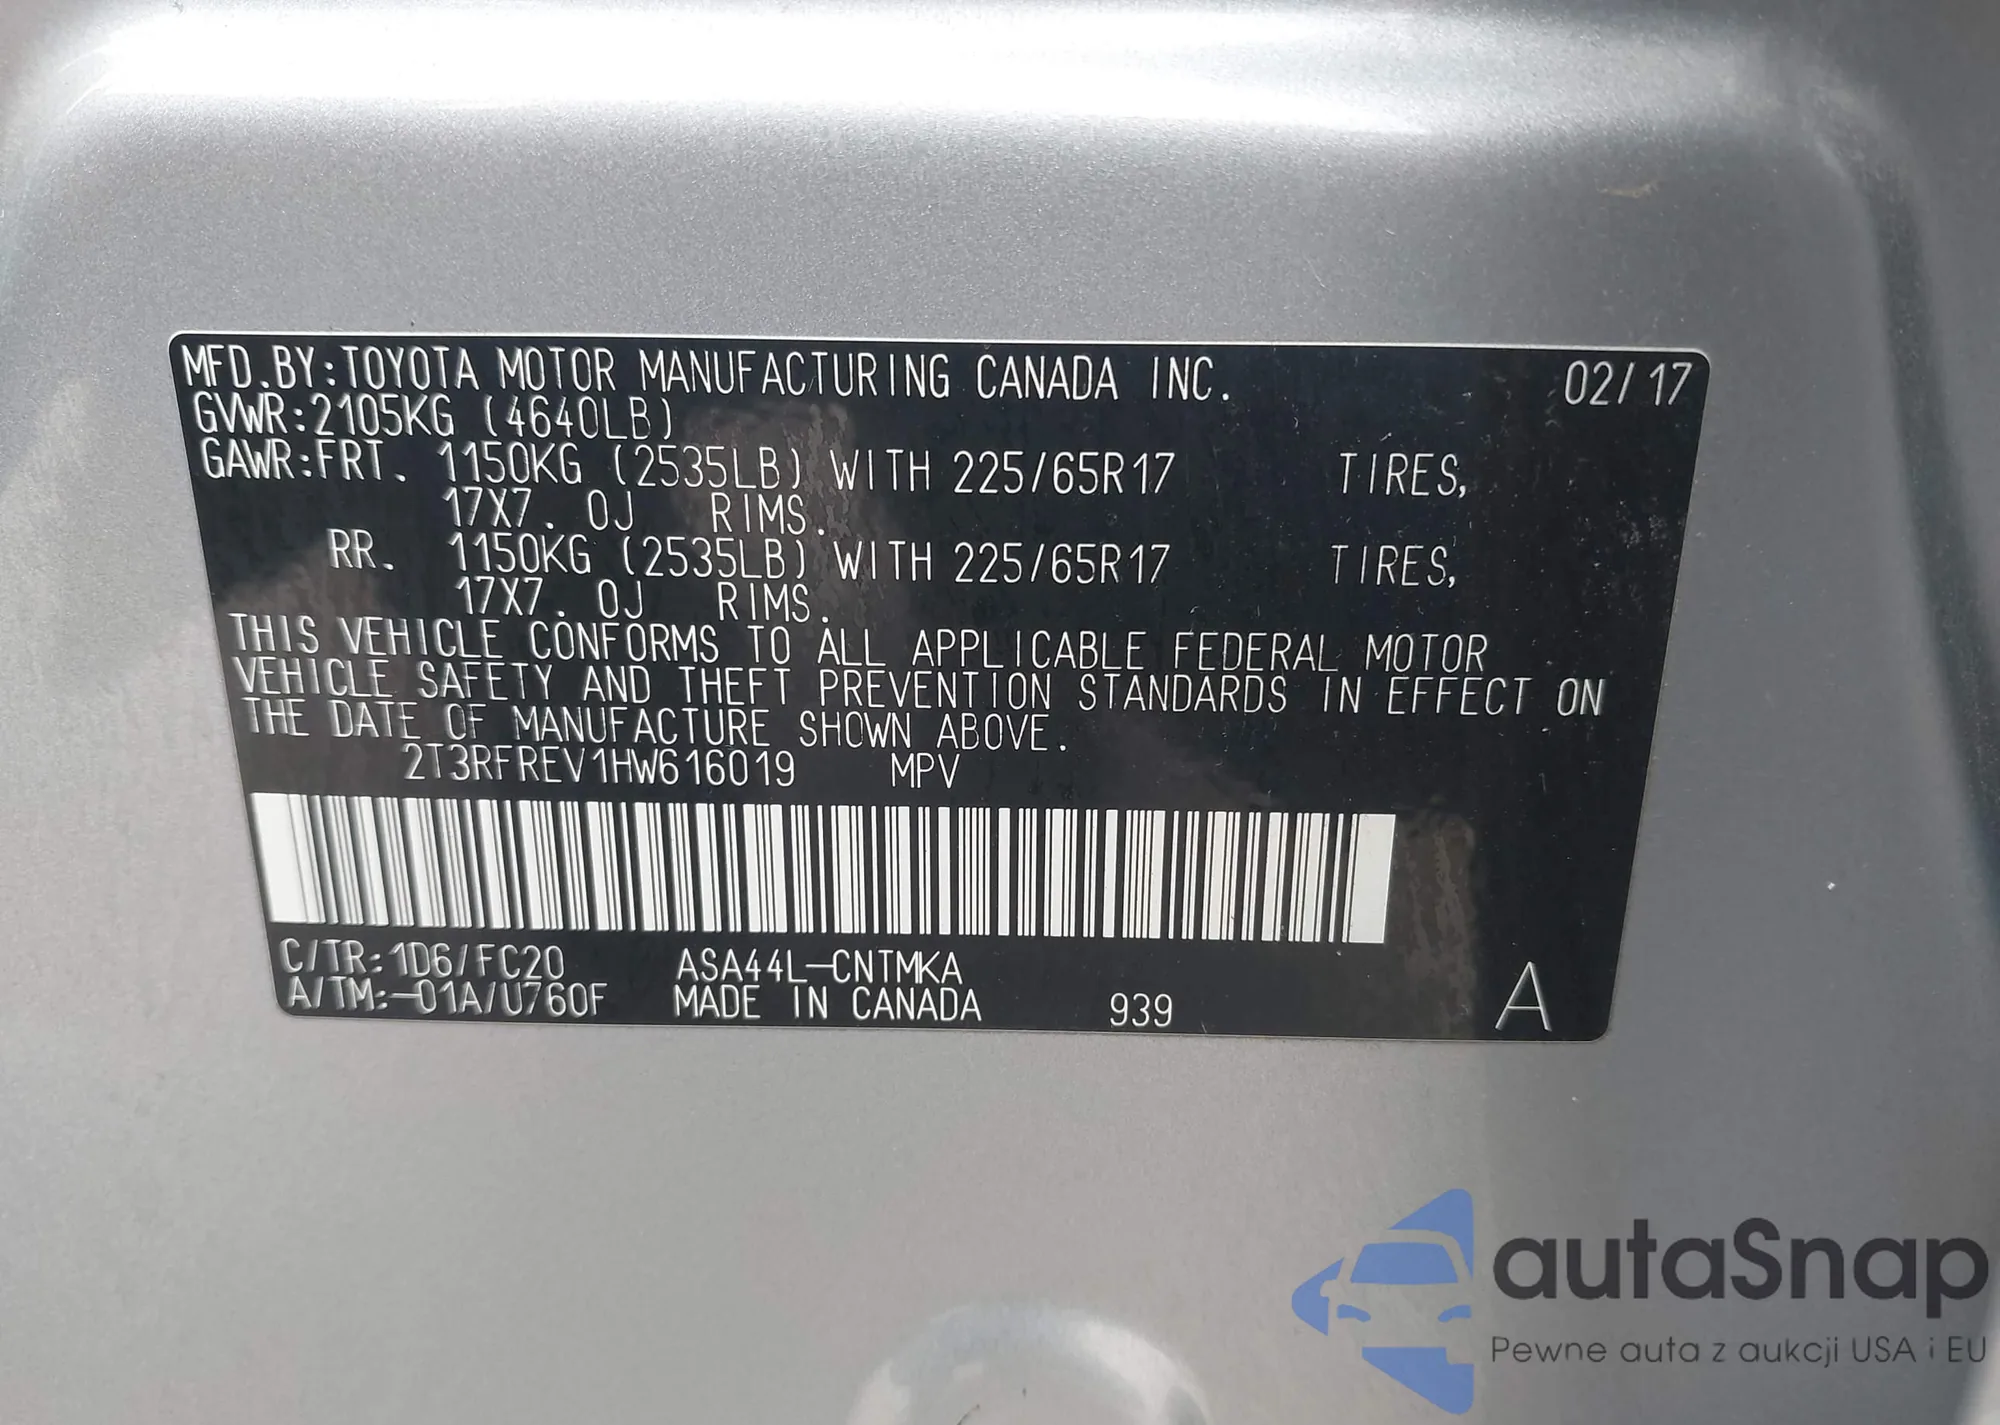 MFD.BY:TOYOTA MOTOR MANUFACTURING CANADA INC. 02/17
GVWR:2105KG (4640LB)
GAWR:FRT. 1150KG (2535LB) WITH 225/65R17 TIRES,
17X7. 0J RIMS.
RR. 1150KG (2535LB) WITH 225/65R17 TIRES,
17X7. 0J RIMS.
THIS VEHICLE CONFORMS TO ALL APPLICABLE FEDERAL MOTOR
VEHICLE SAFETY AND THEFT PREVENTION STANDARDS IN EFFECT ON
THE DATE OF MANUFACTURE SHOWN ABOVE.
2T3RFREV1HW616019 MPV
C/TR:1D6/FC20 ASA44L-CNTMKA
A/TM:-01A/U760F MADE IN CANADA 939 A
autaSnap
Pewne auta z aukcji USA i EU